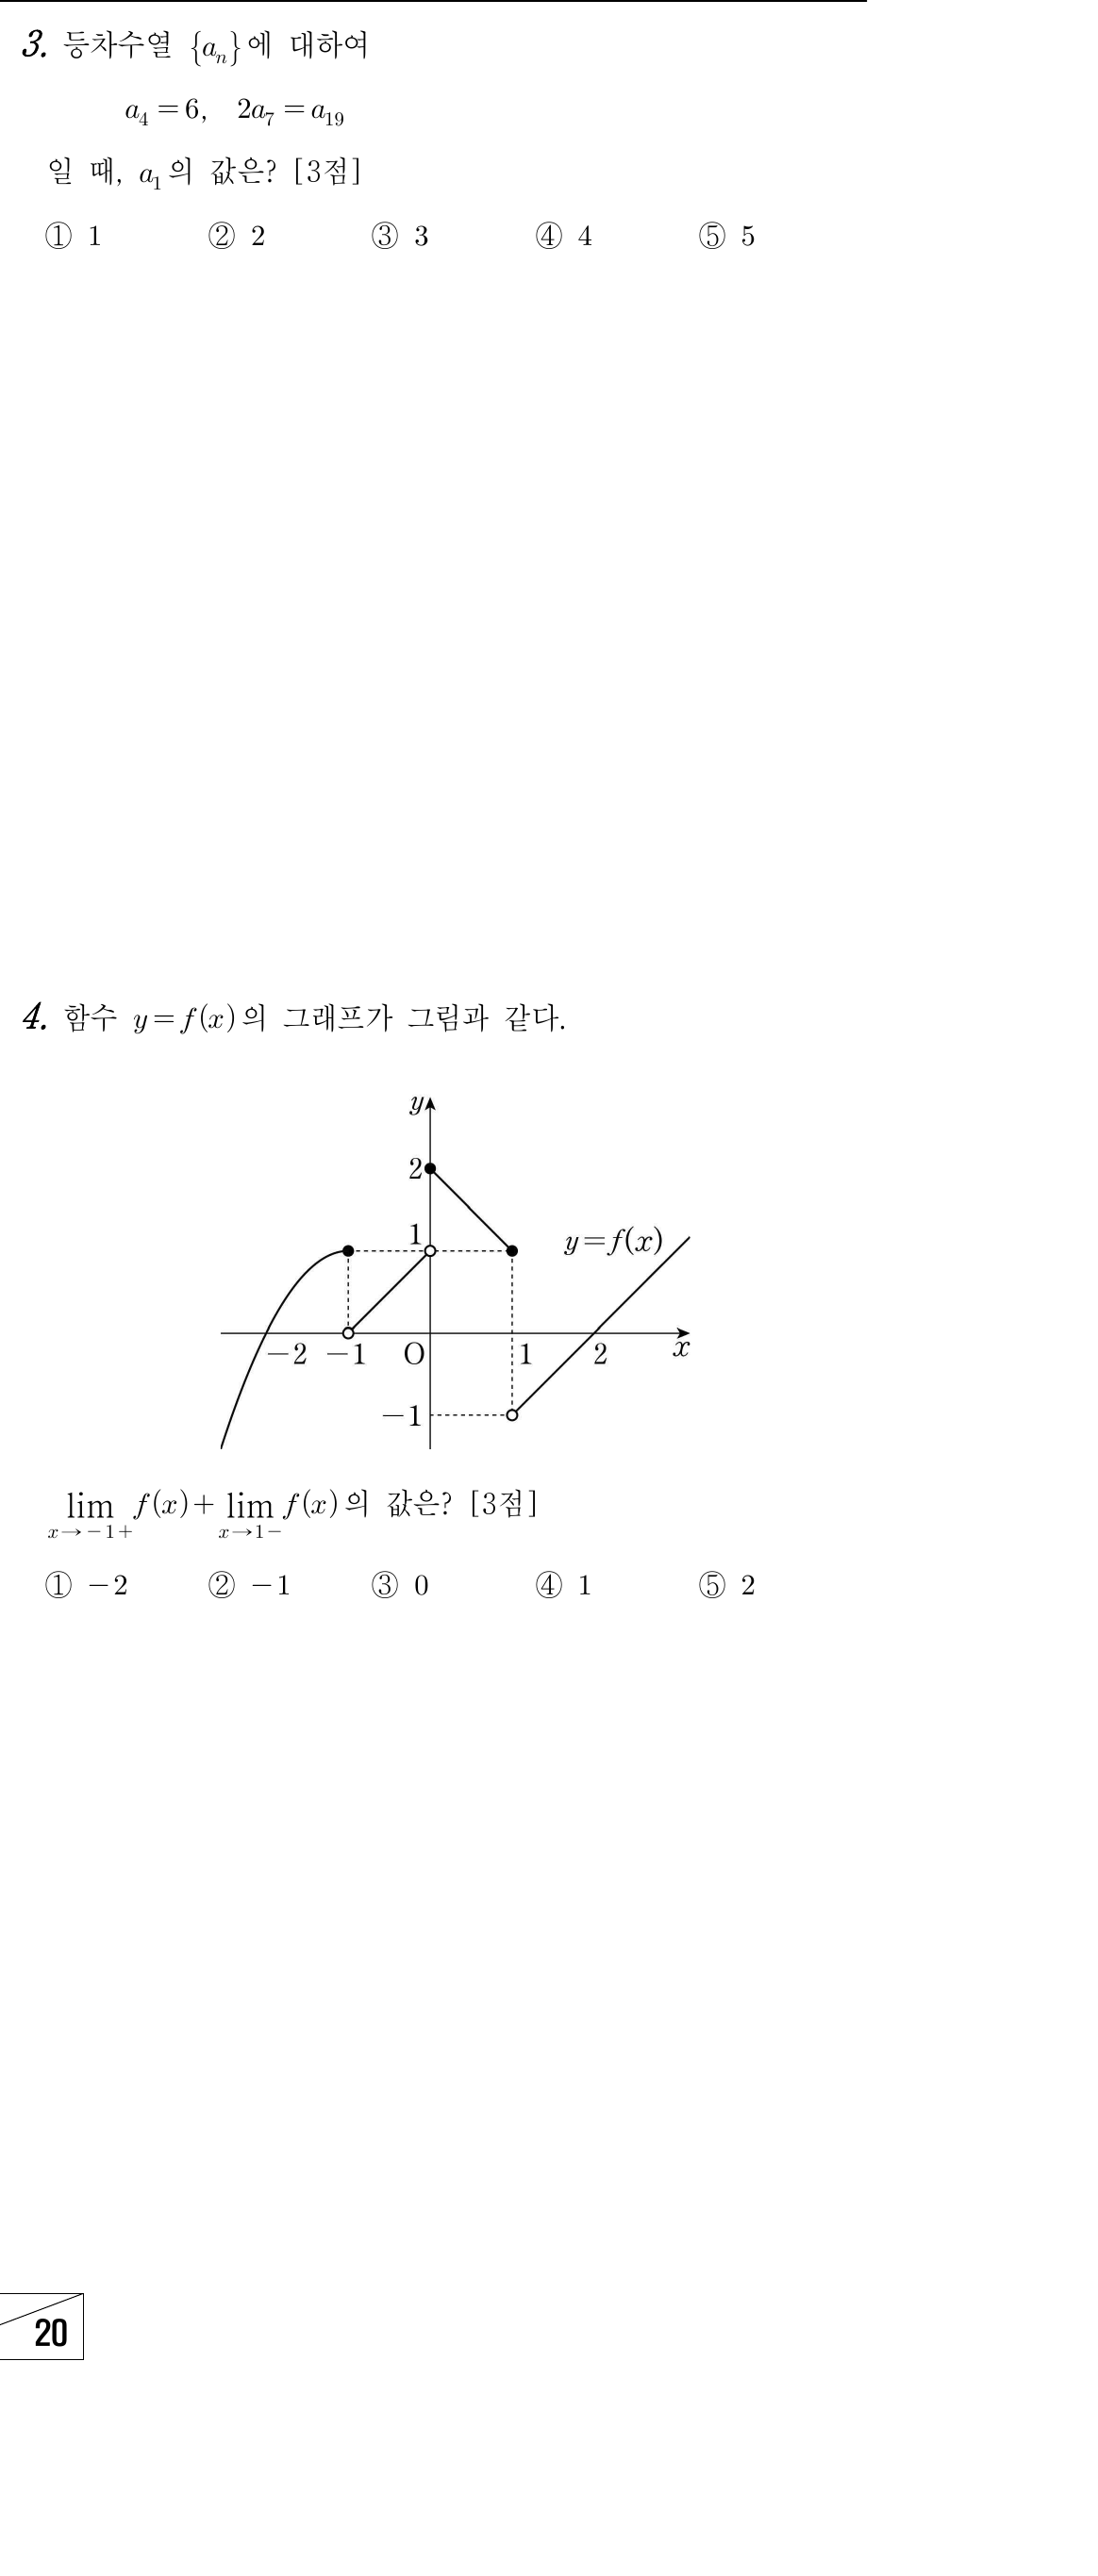 3. 등차수열 {aₙ}에 대하여
a₄ = 6, 2a₇ = a₁₉
일 때, a₁의 값은? [3점]
① 1 ② 2 ③ 3 ④ 4 ⑤ 5
4. 함수 y = f(x)의 그래프가 그림과 같다.
y
2
1
y=f(x)
−2 −1 O 1 2 x
−1
lim f(x) + lim f(x)의 값은? [3점]
x→−1+ x→1−
① −2 ② −1 ③ 0 ④ 1 ⑤ 2
20